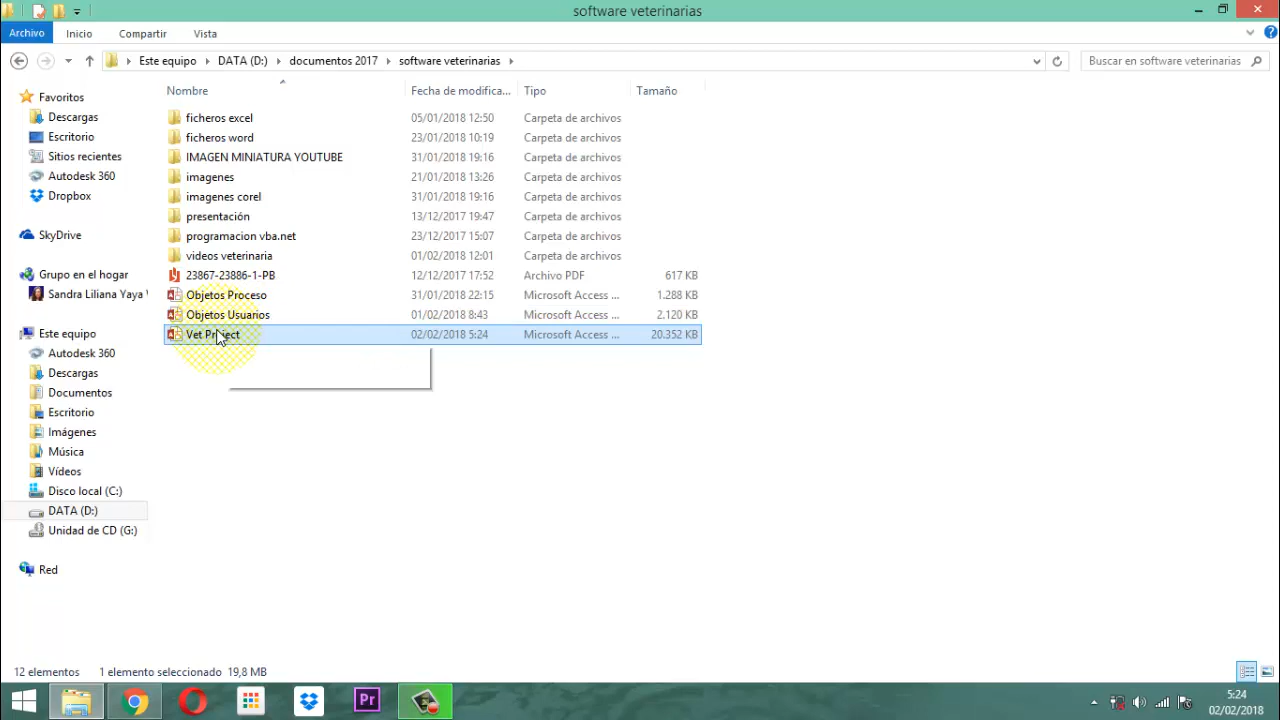 software veterinarias
Archivo Inicio Compartir Vista
Este equipo DATA (D:) documentos 2017 software veterinarias
Buscar en software veterinarias
Favoritos
Descargas
Escritorio
Sitios recientes
Autodesk 360
Dropbox
SkyDrive
Grupo en el hogar
Sandra Liliana Yaya
Este equipo
Autodesk 360
Descargas
Documentos
Escritorio
Imágenes
Música
Vídeos
Disco local (C:)
DATA (D:)
Unidad de CD (G:)
Red
Nombre Fecha de modifica... Tipo Tamaño
ficheros excel 05/01/2018 12:50 Carpeta de archivos
ficheros word 23/01/2018 10:19 Carpeta de archivos
IMAGEN MINIATURA YOUTUBE 31/01/2018 19:16 Carpeta de archivos
imagenes 21/01/2018 13:26 Carpeta de archivos
imagenes corel 31/01/2018 19:16 Carpeta de archivos
presentación 13/12/2017 19:47 Carpeta de archivos
programacion vba.net 23/12/2017 15:07 Carpeta de archivos
videos veterinaria 01/02/2018 12:01 Carpeta de archivos
23867-23886-1-PB 12/12/2017 17:52 Archivo PDF 617 KB
Objetos Proceso 31/01/2018 22:15 Microsoft Access ... 1.288 KB
Objetos Usuarios 01/02/2018 8:43 Microsoft Access ... 2.120 KB
Vet Project 02/02/2018 5:24 Microsoft Access ... 20.352 KB
12 elementos 1 elemento seleccionado 19,8 MB
Pr
5:24
02/02/2018